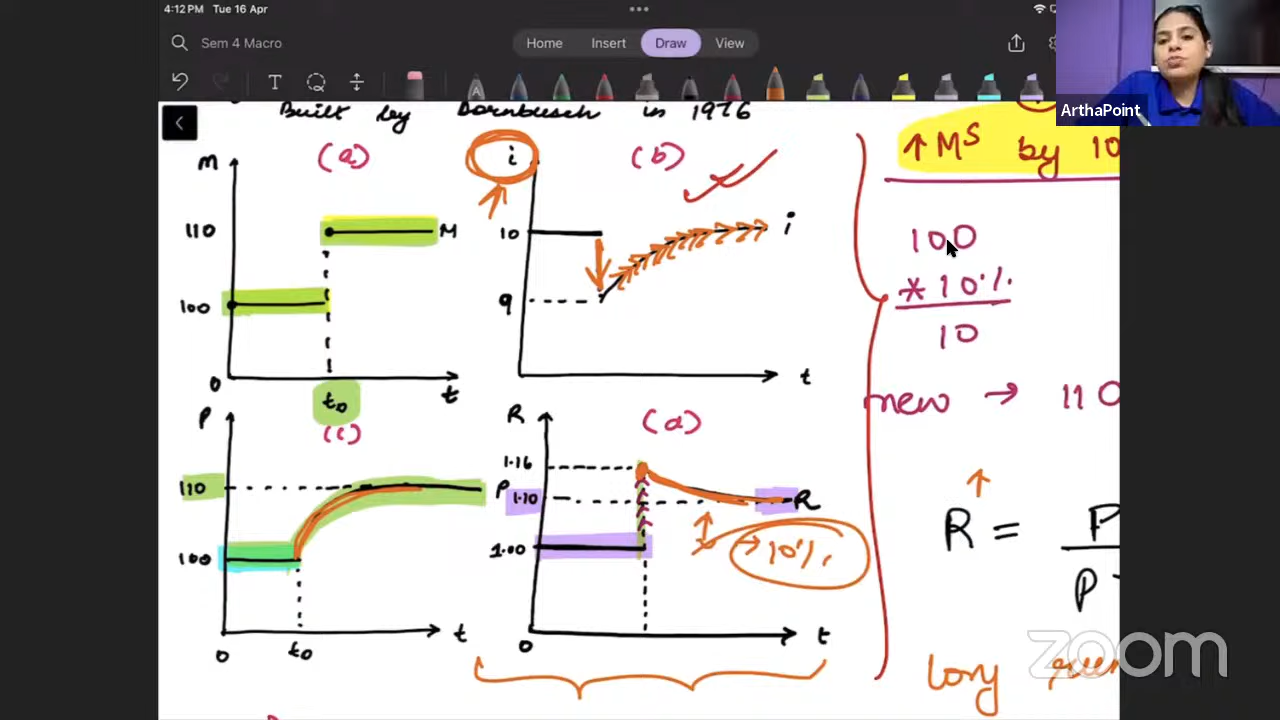 4:12 PM Tue 16 Apr
Sem 4 Macro
Home Insert Draw View
ArthaPoint
Built by Dornbusch in 1976
↑ MS by 10
M (a)
110 M
100
0 t0 t
i (b)
10 i
9
t
100
* 10%
10
new → 110
P (c)
110 P
100
0 t0 t
R (a)
1.16
1.10 R
1.00 → 10%
0 t
R = P
P
long
zoom